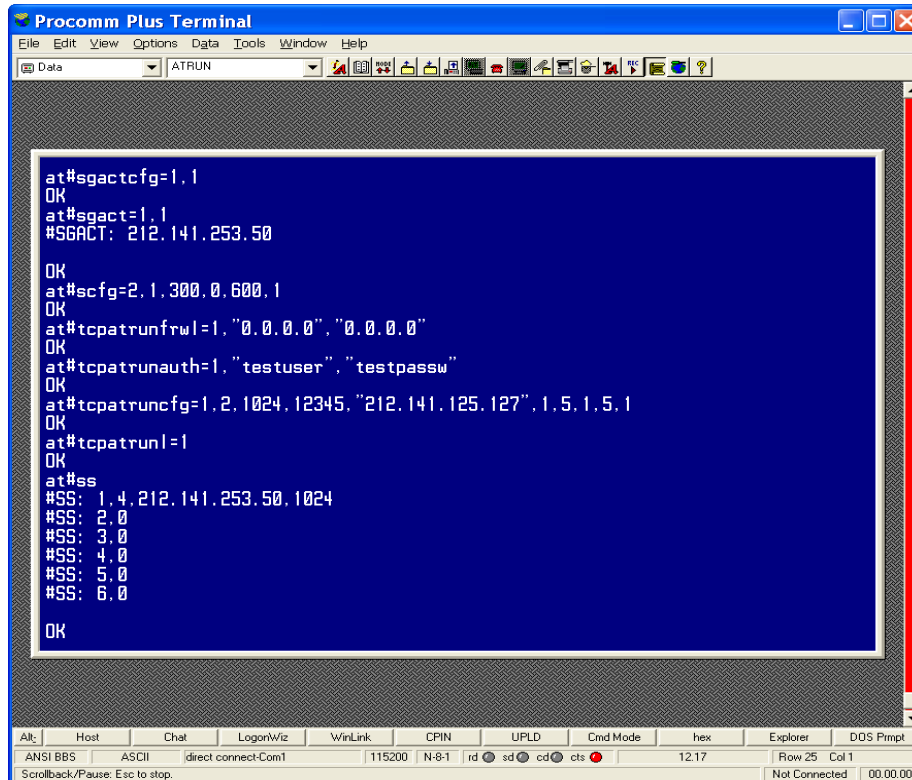 Procomm Plus Terminal
File Edit View Options Data Tools Window Help
Data ATRUN
at#sgactcfg=1,1
OK
at#sgact=1,1
#SGACT: 212.141.253.50
OK
at#scfg=2,1,300,0,600,1
OK
at#tcpatrunfrwl=1,"0.0.0.0","0.0.0.0"
OK
at#tcpatrunauth=1,"testuser","testpassw"
OK
at#tcpatruncfg=1,2,1024,12345,"212.141.125.127",1,5,1,5,1
OK
at#tcpatrunl=1
OK
at#ss
#SS: 1,4,212.141.253.50,1024
#SS: 2,0
#SS: 3,0
#SS: 4,0
#SS: 5,0
#SS: 6,0
OK
Alt: Host Chat LogonWiz WinLink CPIN UPLD Cmd Mode hex Explorer DOS Prmpt
ANSI BBS ASCII direct connect-Com1 115200 N-8-1 rd sd cd cts 12.17 Row 25 Col 1
Scrollback/Pause: Esc to stop. Not Connected 00.00.00